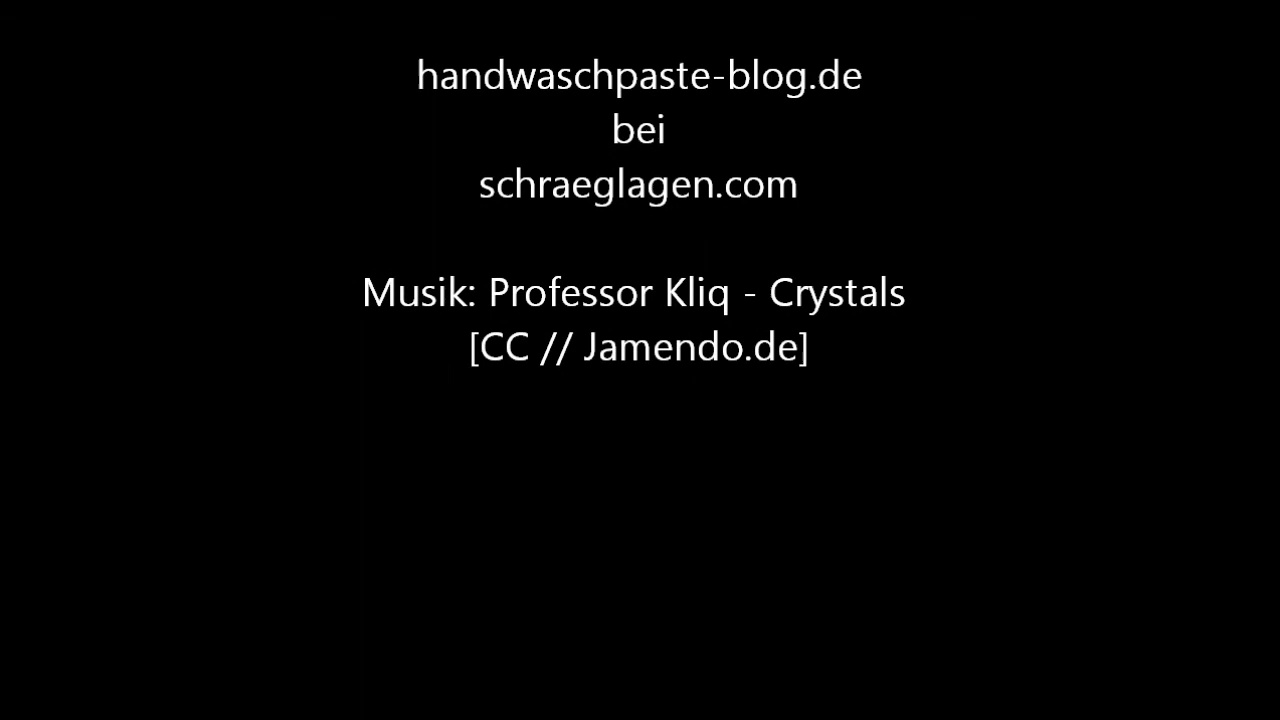 handwaschpaste-blog.de
bei
schraeglagen.com
Musik: Professor Kliq - Crystals
[CC // Jamendo.de]